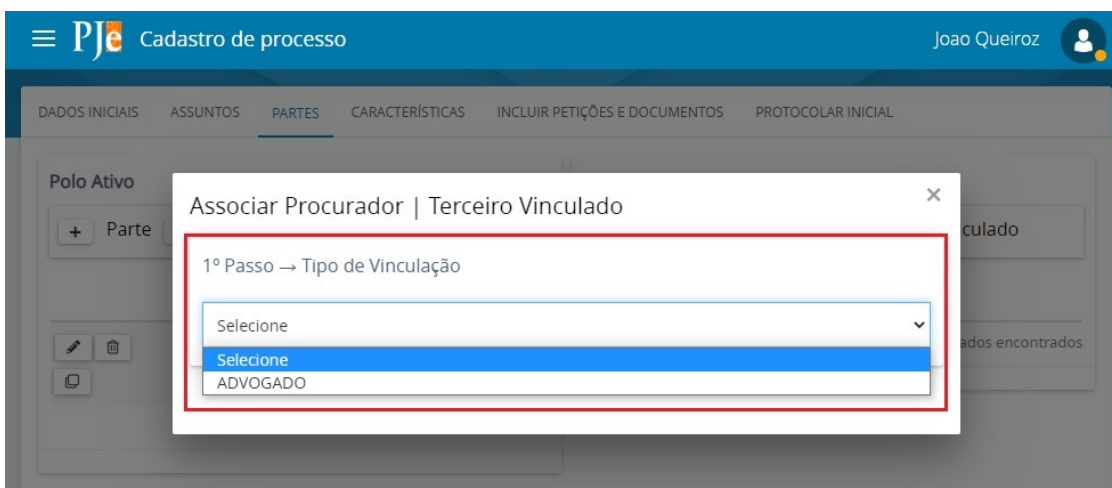 PJe Cadastro de processo Joao Queiroz
DADOS INICIAIS ASSUNTOS PARTES CARACTERÍSTICAS INCLUIR PETIÇÕES E DOCUMENTOS PROTOCOLAR INICIAL
Polo Ativo
Associar Procurador | Terceiro Vinculado ×
+ Parte culado
1º Passo → Tipo de Vinculação
Selecione
Selecione
ADVOGADO
ados encontrados